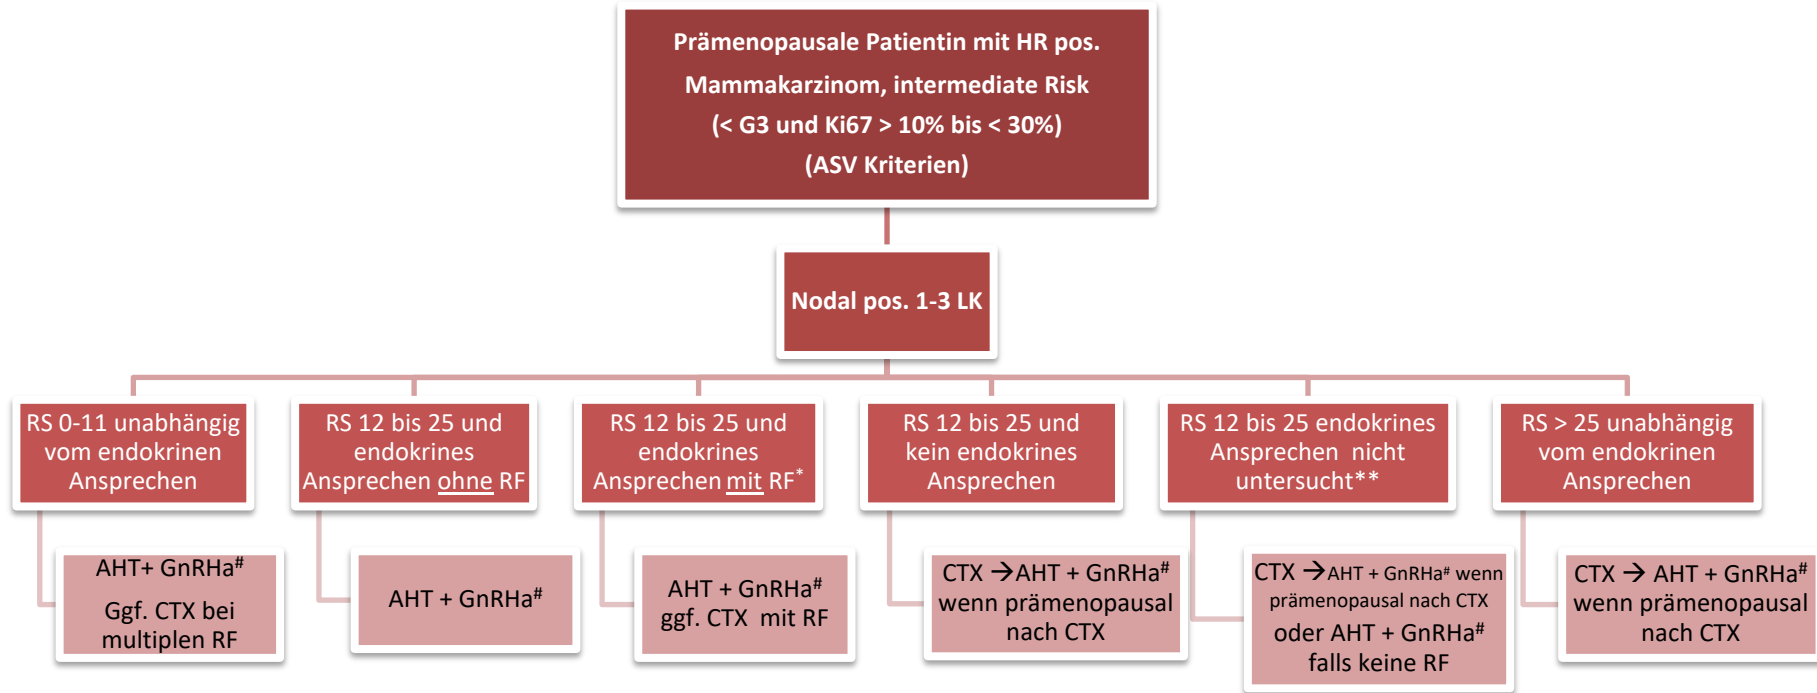 Prämenopausale Patientin mit HR pos.
Mammakarzinom, intermediate Risk
(< G3 und Ki67 > 10% bis < 30%)
(ASV Kriterien)
Nodal pos. 1-3 LK
RS 0-11 unabhängig
vom endokrinen
Ansprechen
RS 12 bis 25 und
endokrines
Ansprechen ohne RF
RS 12 bis 25 und
endokrines
Ansprechen mit RF*
RS 12 bis 25 und
kein endokrines
Ansprechen
RS 12 bis 25 endokrines
Ansprechen nicht
untersucht**
RS > 25 unabhängig
vom endokrinen
Ansprechen
AHT+ GnRHa#
Ggf. CTX bei
multiplen RF
AHT + GnRHa#
AHT + GnRHa#
ggf. CTX mit RF
CTX → AHT + GnRHa#
wenn prämenopausal
nach CTX
CTX → AHT + GnRHa# wenn
prämenopausal nach CTX
oder AHT + GnRHa#
falls keine RF
CTX → AHT + GnRHa#
wenn prämenopausal
nach CTX